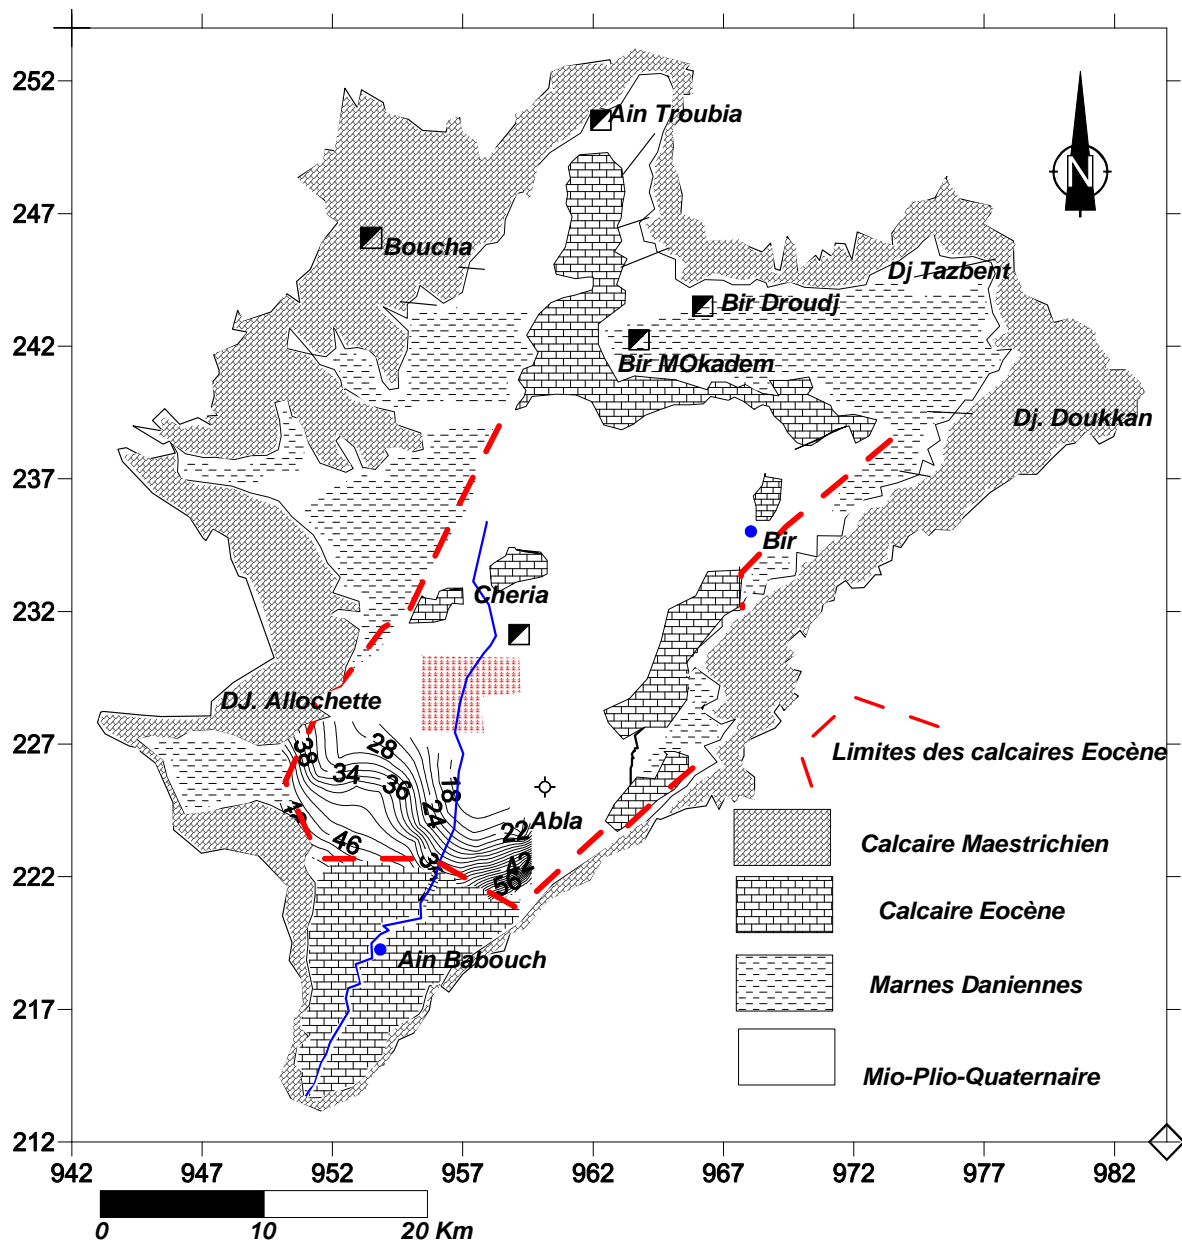 252
Ain Troubia
N
247
Boucha
Dj Tazbent
Bir Droudj
242
Bir MOkadem
Dj. Doukkan
237
Bir
Cheria
232
DJ. Allochette
227
38
28
34
36
18
24
Limites des calcaires Eocène
22
Abla
46
42
56
Calcaire Maestrichien
222
Calcaire Eocène
Ain Babouch
Marnes Daniennes
217
Mio-Plio-Quaternaire
212
942 947 952 957 962 967 972 977 982
0 10 20 Km